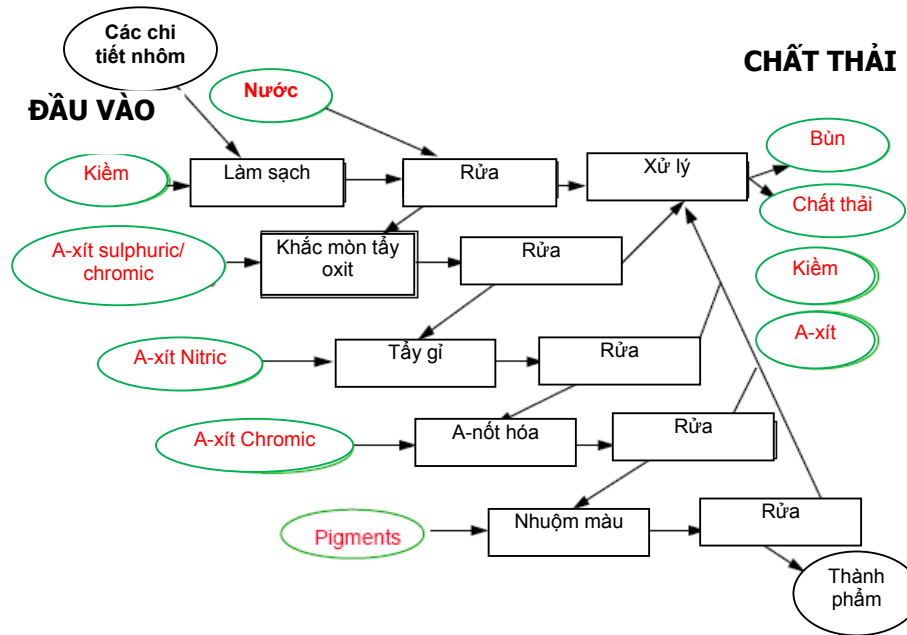 Các chi
tiết nhôm
CHẤT THẢI
Nước
ĐẦU VÀO
Kiềm
Làm sạch
Rửa
Xử lý
Bùn
Chất thải
A-xít sulphuric/
chromic
Khắc mòn tẩy
oxit
Rửa
Kiềm
A-xít Nitric
Tẩy gỉ
Rửa
A-xít
A-xít Chromic
A-nốt hóa
Rửa
Pigments
Nhuộm màu
Rửa
Thành
phẩm